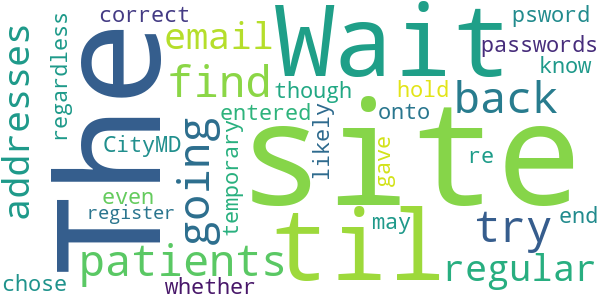 correct
Wait
psword
regardless
The
email
passwords
addresses
find
though
hold
back
know
going
CityMD
entered
likely
onto
site
temporary
gave
re
even
register
til
may
try
end
patients
regular
chose
whether